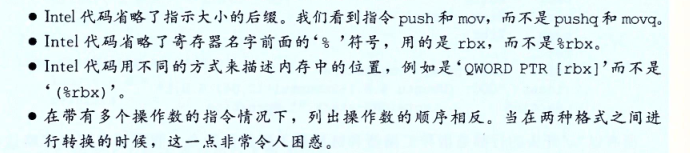 ● Intel 代码省略了指示大小的后缀。我们看到指令 push 和 mov，而不是 pushq 和 movq。
● Intel 代码省略了寄存器名字前面的‘%’符号，用的是 rbx，而不是%rbx。
● Intel 代码用不同的方式来描述内存中的位置，例如是‘QWORD PTR [rbx]’而不是
‘(%rbx)’。
● 在带有多个操作数的指令情况下，列出操作数的顺序相反。当在两种格式之间进
行转换的时候，这一点非常令人困惑。